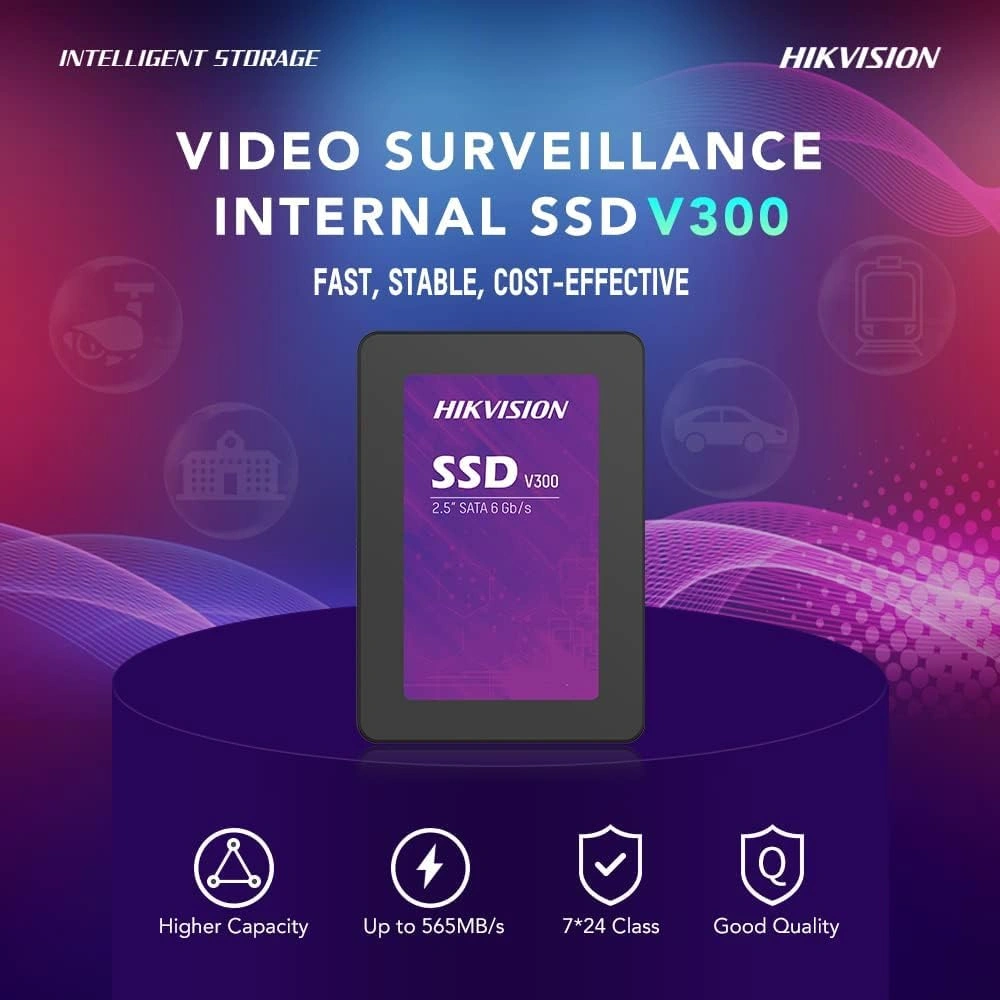 INTELLIGENT STORAGE
HIKVISION
VIDEO SURVEILLANCE
INTERNAL SSD V300
FAST, STABLE, COST-EFFECTIVE
HIKVISION
SSD V300
2.5" SATA 6 Gb/s
Higher Capacity
Up to 565MB/s
7*24 Class
Q
Good Quality